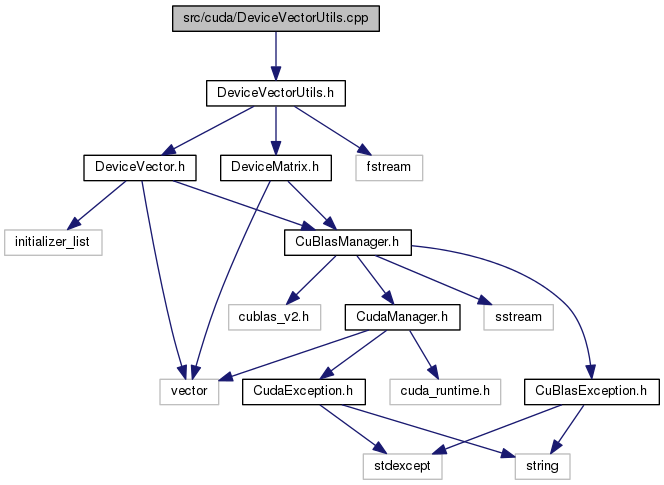 src/cuda/DeviceVectorUtils.cpp
DeviceVectorUtils.h
DeviceVector.h
DeviceMatrix.h
fstream
initializer_list
CuBlasManager.h
cublas_v2.h
CudaManager.h
sstream
vector
CudaException.h
cuda_runtime.h
CuBlasException.h
stdexcept
string